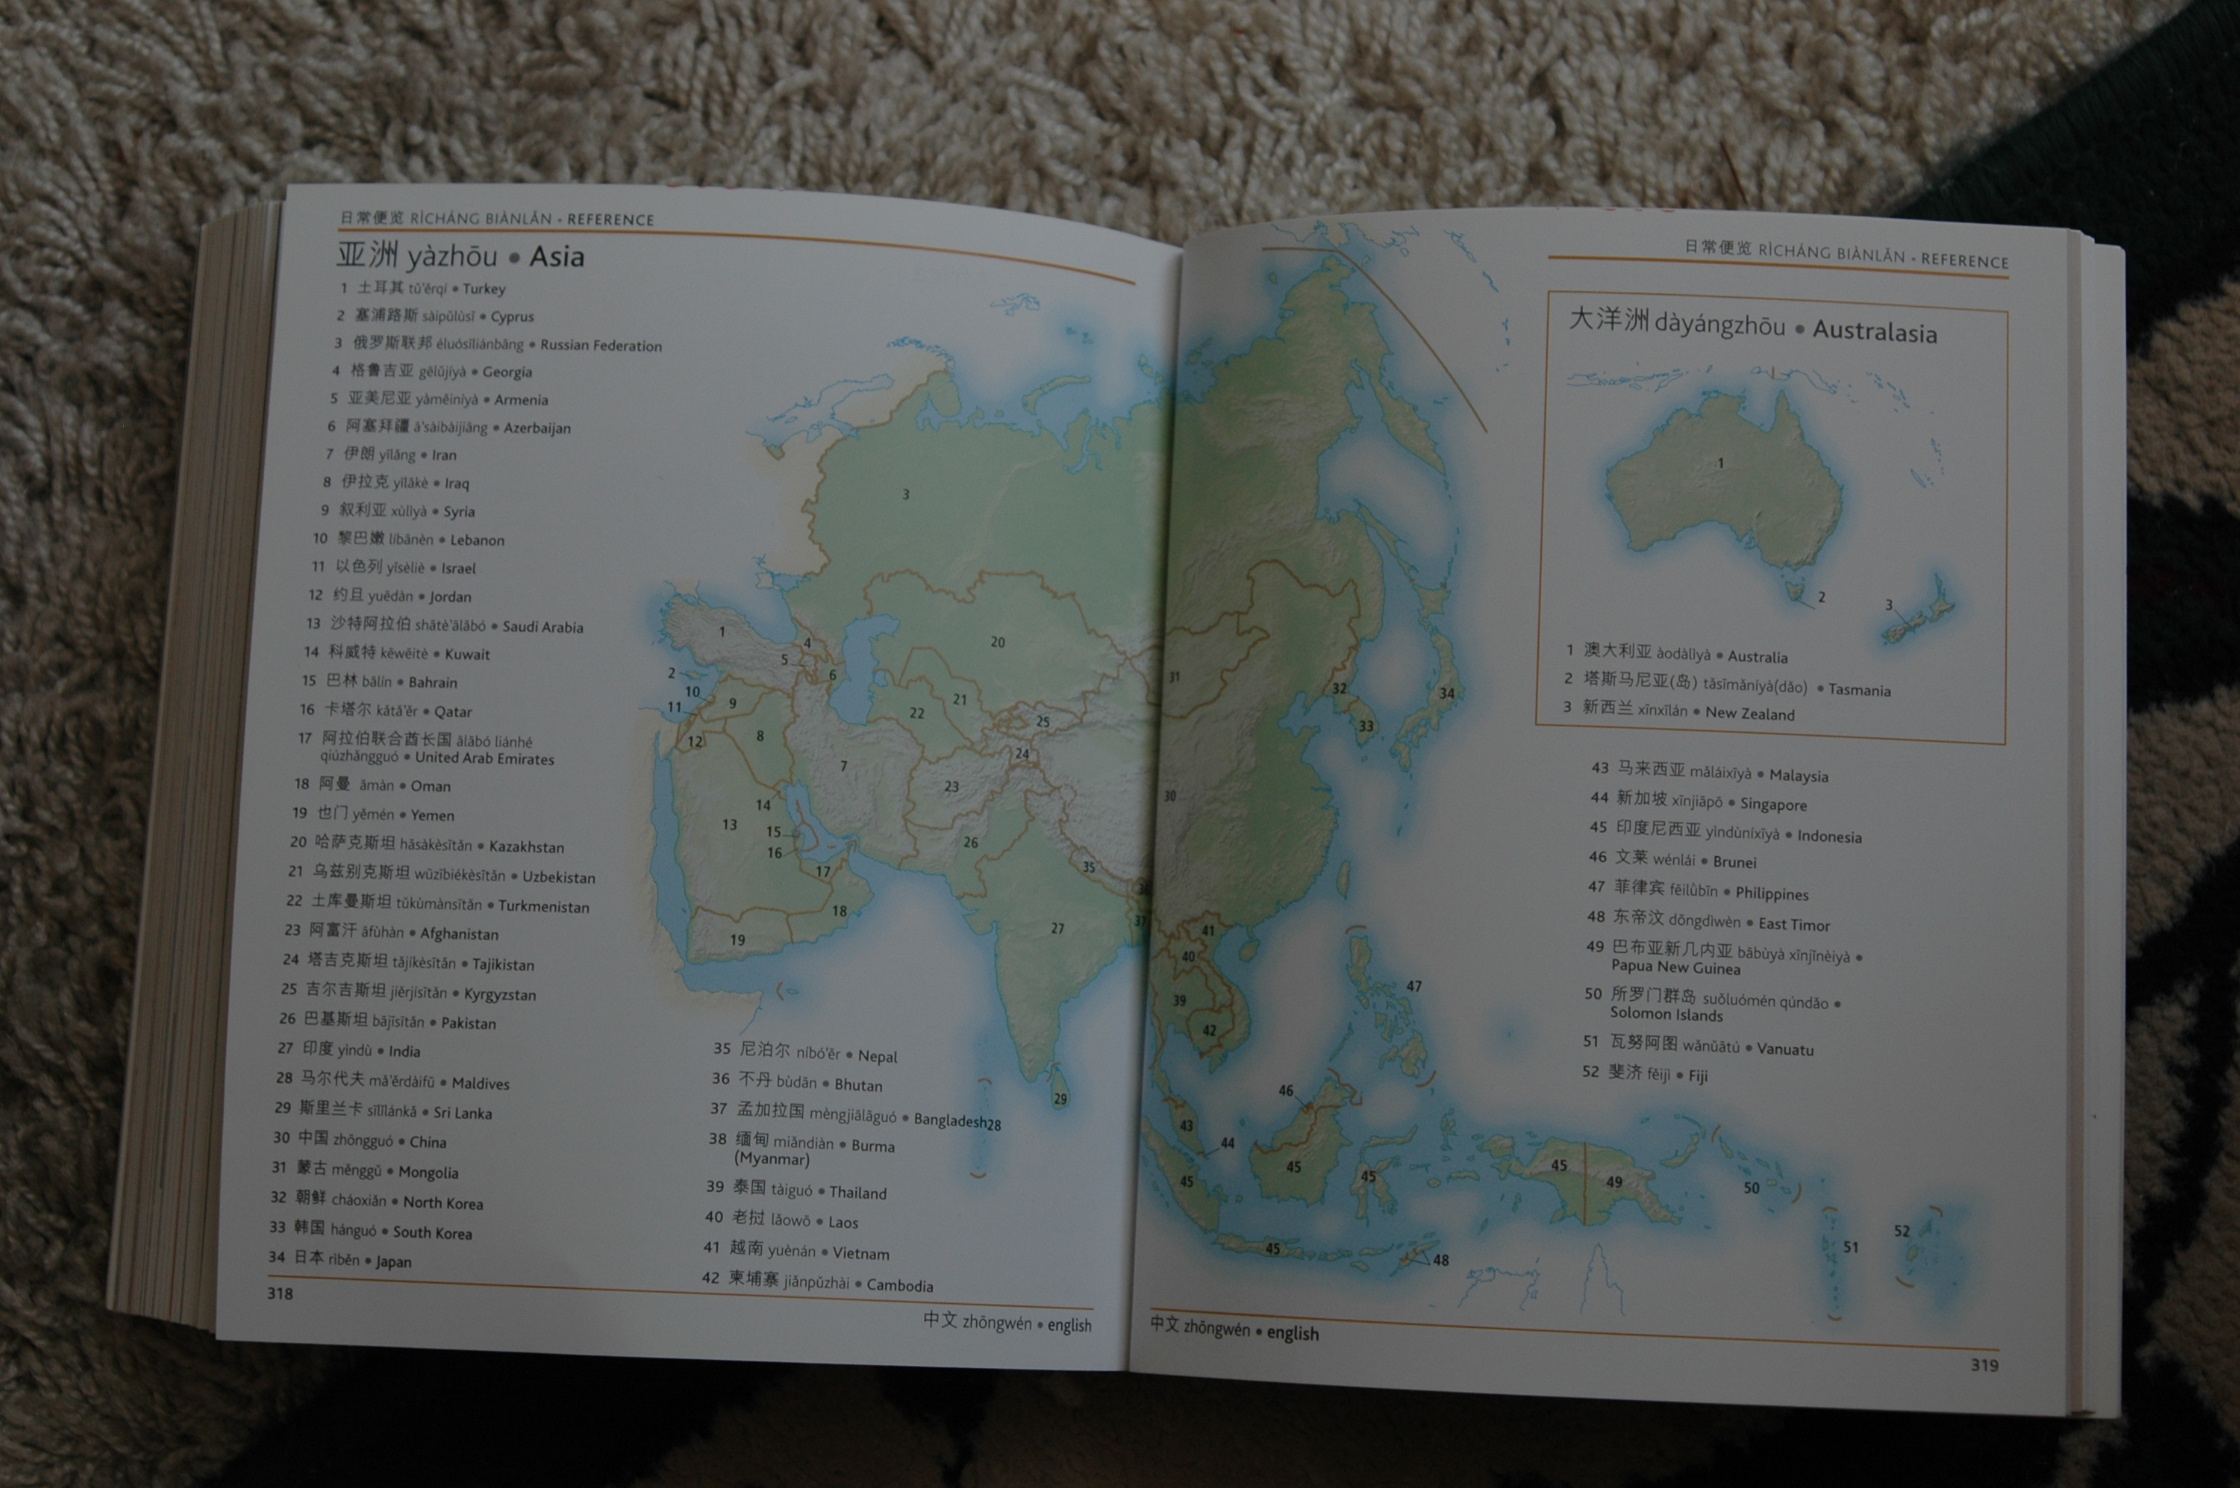 日常便览 RÌCHÁNG BIÀNLǍN • REFERENCE
亚洲 yàzhōu • Asia
1 土耳其 tǔ'ěrqí • Turkey
2 塞浦路斯 sàipǔlùsī • Cyprus
3 俄罗斯联邦 éluósīliánbāng • Russian Federation
4 格鲁吉亚 gélǔjíyà • Georgia
5 亚美尼亚 yàměiníyà • Armenia
6 阿塞拜疆 ā'sàibàijiāng • Azerbaijan
7 伊朗 yīlǎng • Iran
8 伊拉克 yīlākè • Iraq
9 叙利亚 xùlìyà • Syria
10 黎巴嫩 líbānèn • Lebanon
11 以色列 yǐsèliè • Israel
12 约旦 yuēdàn • Jordan
13 沙特阿拉伯 shātè'ālābó • Saudi Arabia
14 科威特 kēwēitè • Kuwait
15 巴林 bālín • Bahrain
16 卡塔尔 kǎtǎ'ěr • Qatar
17 阿拉伯联合酋长国 ālābó liánhé
qiúzhǎngguó • United Arab Emirates
18 阿曼 āmàn • Oman
19 也门 yěmén • Yemen
20 哈萨克斯坦 hāsàkèsītǎn • Kazakhstan
21 乌兹别克斯坦 wūzībiékèsītǎn • Uzbekistan
22 土库曼斯坦 tǔkùmànsītǎn • Turkmenistan
23 阿富汗 āfùhàn • Afghanistan
24 塔吉克斯坦 tǎjíkèsītǎn • Tajikistan
25 吉尔吉斯坦 jíěrjísītǎn • Kyrgyzstan
26 巴基斯坦 bājīsītǎn • Pakistan
27 印度 yìndù • India
28 马尔代夫 mǎ'ěrdàifū • Maldives
29 斯里兰卡 sīlǐlánkǎ • Sri Lanka
30 中国 zhōngguó • China
31 蒙古 měnggǔ • Mongolia
32 朝鲜 cháoxiǎn • North Korea
33 韩国 hánguó • South Korea
34 日本 rìběn • Japan
318
35 尼泊尔 níbó'ěr • Nepal
36 不丹 bùdān • Bhutan
37 孟加拉国 mèngjiālāguó • Bangladesh
38 缅甸 miǎndiàn • Burma
(Myanmar)
39 泰国 tàiguó • Thailand
40 老挝 lǎowō • Laos
41 越南 yuènán • Vietnam
42 柬埔寨 jiǎnpǔzhài • Cambodia
中文 zhōngwén • english
1
2
3
4
5
6
7
8
9
10
11
12
13
14
15
16
17
18
19
20
21
22
23
24
25
26
27
28
29
30
31
32
33
34
35
37
39
40
41
42
43
44
45
45
45
45
45
46
47
48
49
50
51
52
日常便览 RÌCHÁNG BIÀNLǍN • REFERENCE
大洋洲 dàyángzhōu • Australasia
1
2
3
1 澳大利亚 àodàlìyà • Australia
2 塔斯马尼亚(岛) tǎsīmǎníyà(dǎo) • Tasmania
3 新西兰 xīnxīlán • New Zealand
43 马来西亚 mǎláixīyà • Malaysia
44 新加坡 xīnjiāpō • Singapore
45 印度尼西亚 yìndùníxīyà • Indonesia
46 文莱 wénlái • Brunei
47 菲律宾 fēilǜbīn • Philippines
48 东帝汶 dōngdìwèn • East Timor
49 巴布亚新几内亚 bābùyà xīnjǐnèiyà •
Papua New Guinea
50 所罗门群岛 suǒluómén qúndǎo •
Solomon Islands
51 瓦努阿图 wǎnǔātú • Vanuatu
52 斐济 fěijì • Fiji
中文 zhōngwén • english
319